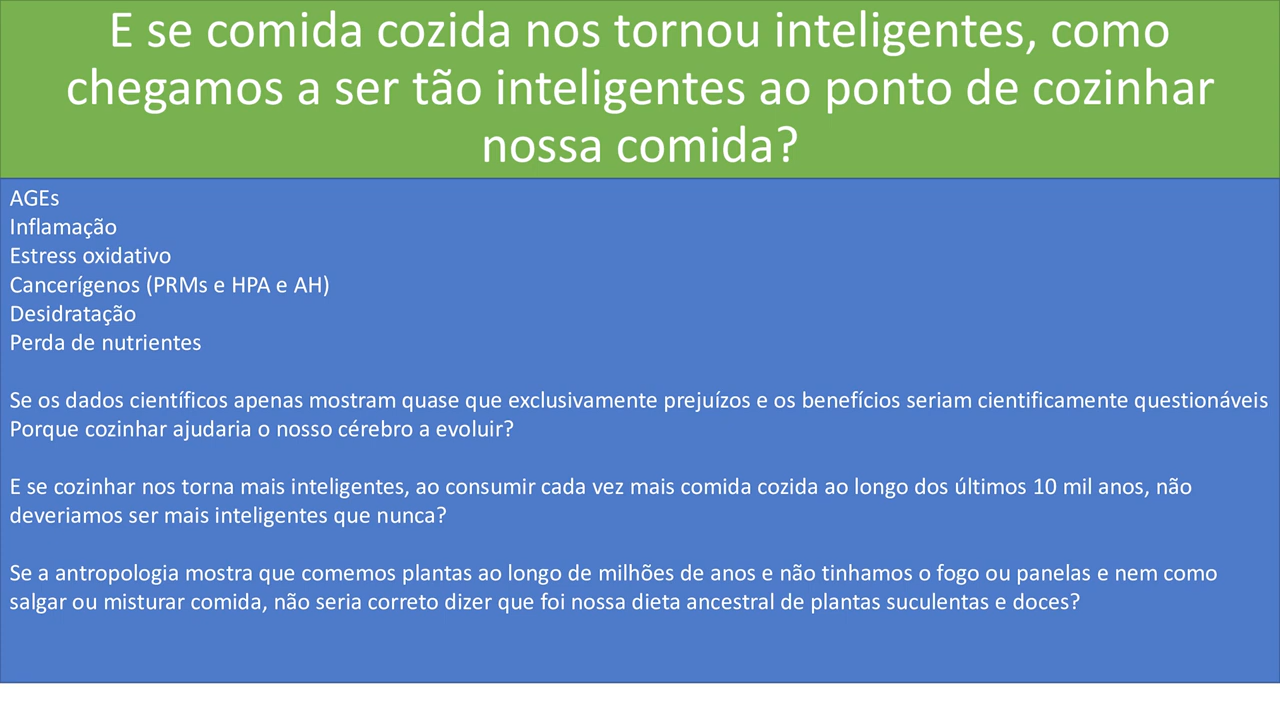 E se comida cozida nos tornou inteligentes, como
chegamos a ser tão inteligentes ao ponto de cozinhar
nossa comida?
AGEs
Inflamação
Estress oxidativo
Cancerígenos (PRMs e HPA e AH)
Desidratação
Perda de nutrientes
Se os dados científicos apenas mostram quase que exclusivamente prejuízos e os benefícios seriam cientificamente questionáveis
Porque cozinhar ajudaria o nosso cérebro a evoluir?
E se cozinhar nos torna mais inteligentes, ao consumir cada vez mais comida cozida ao longo dos últimos 10 mil anos, não
deveriamos ser mais inteligentes que nunca?
Se a antropologia mostra que comemos plantas ao longo de milhões de anos e não tinhamos o fogo ou panelas e nem como
salgar ou misturar comida, não seria correto dizer que foi nossa dieta ancestral de plantas suculentas e doces?